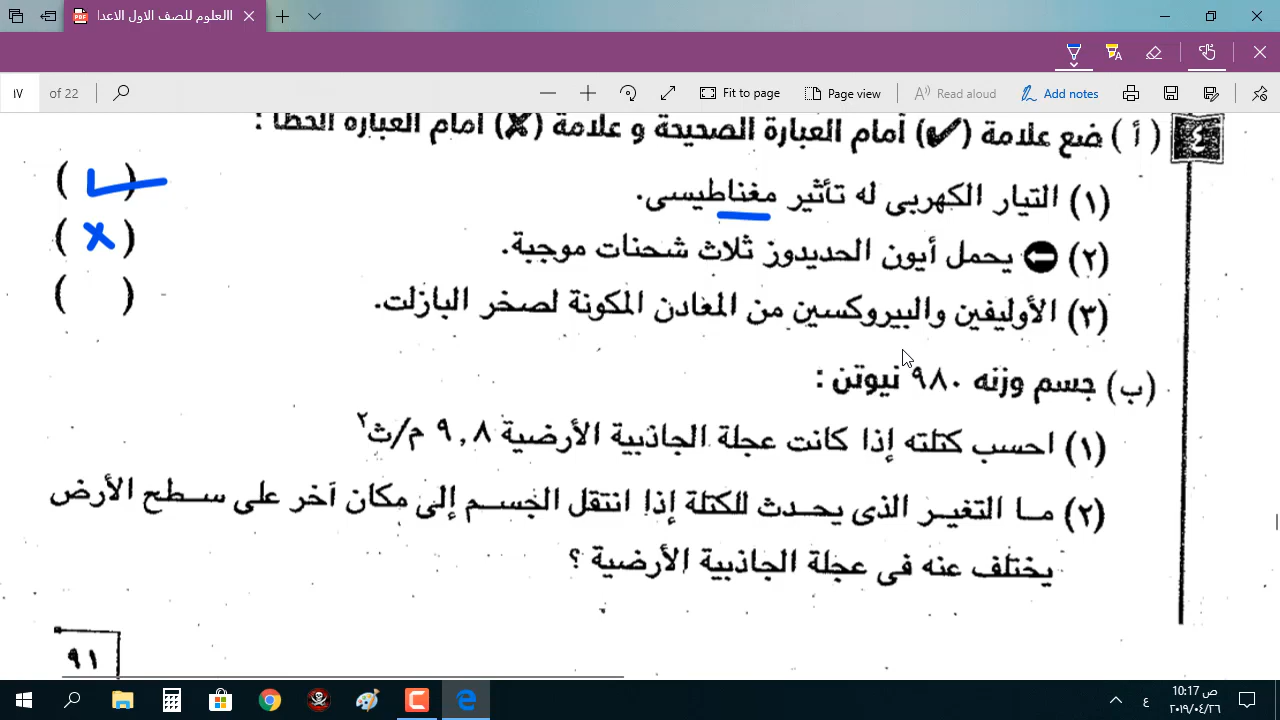 االعلوم للصف الاول الاعدا
IV of 22
Fit to page
Page view
Read aloud
Add notes
٤ ( أ ) ضع علامة (✔) أمام العبارة الصحيحة و علامة (✘) أمام العبارة الخطأ :
(١) التيار الكهربى له تأثير مغناطيسى. (✓)
(٢) يحمل أيون الحديدوز ثلاث شحنات موجبة. (x)
(٣) الأوليفين والبيروكسين من المعادن المكونة لصخر البازلت. ( )
(ب) جسم وزنه ٩٨٠ نيوتن :
(١) احسب كتلته إذا كانت عجلة الجاذبية الأرضية ٩,٨ م/ث٢
(٢) ما التغير الذى يحدث للكتلة إذا انتقل الجسم إلى مكان آخر على سطح الأرض
يختلف عنه فى عجلة الجاذبية الأرضية ؟
٩١
ع
10:17 ص
٢٠١٩/٠٤/٢٦